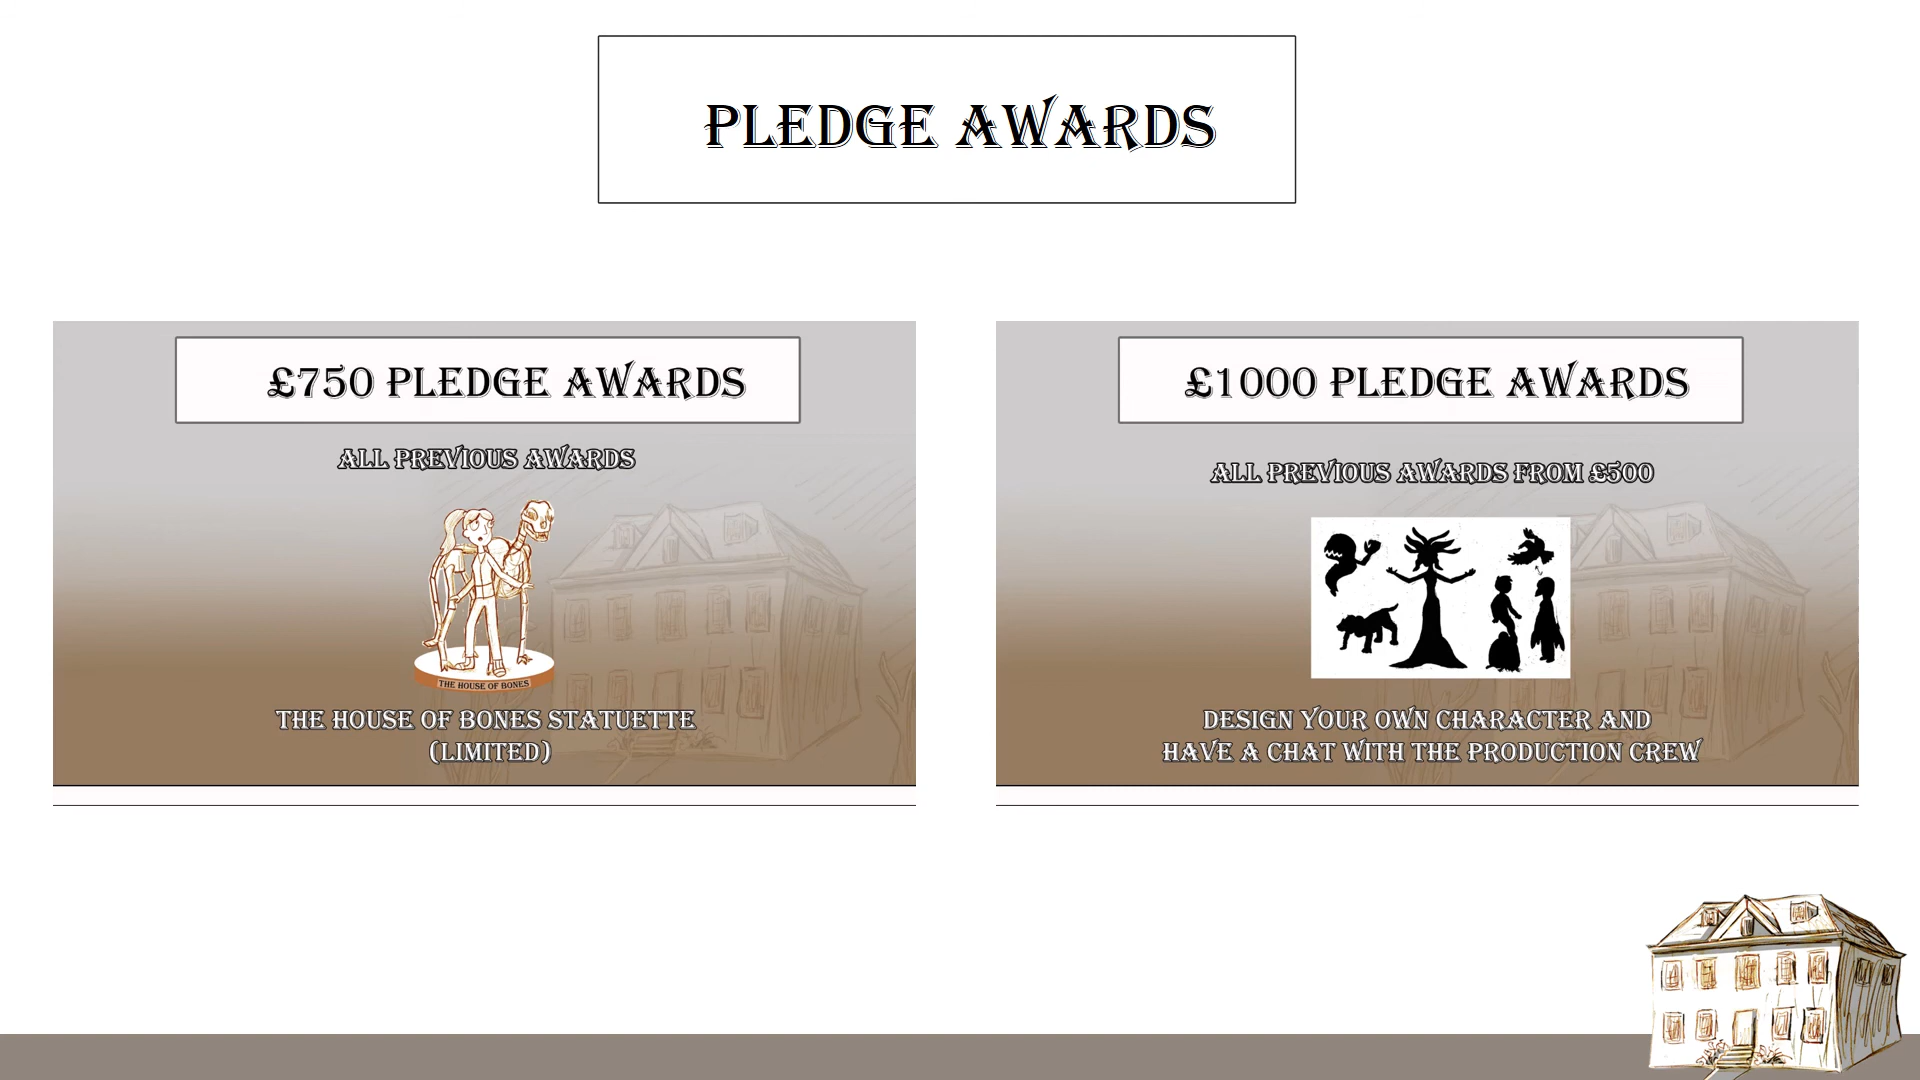 PLEDGE AWARDS
£750 PLEDGE AWARDS
ALL PREVIOUS AWARDS
THE HOUSE OF BONES
THE HOUSE OF BONES STATUETTE
(LIMITED)
£1000 PLEDGE AWARDS
ALL PREVIOUS AWARDS FROM £500
DESIGN YOUR OWN CHARACTER AND
HAVE A CHAT WITH THE PRODUCTION CREW